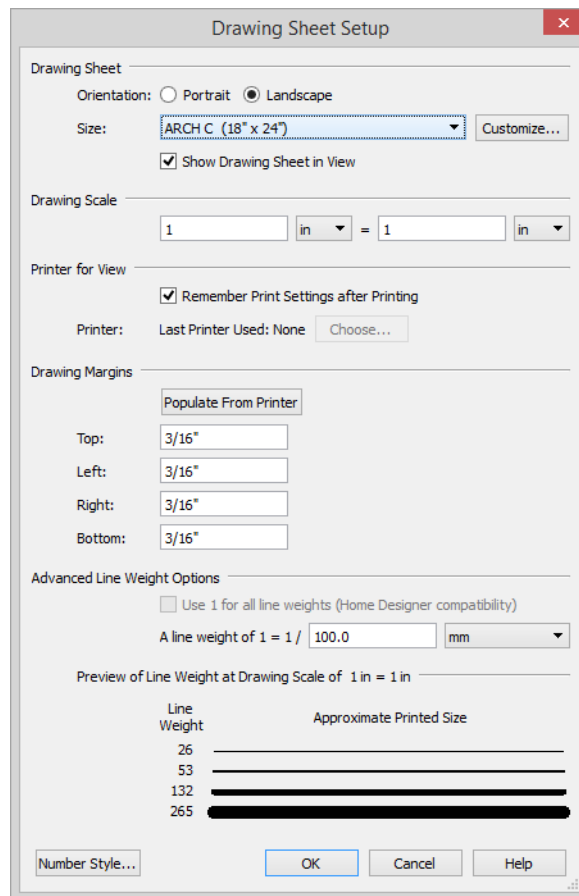 Drawing Sheet Setup
Drawing Sheet
Orientation: Portrait Landscape
Size: ARCH C (18" x 24") Customize...
Show Drawing Sheet in View
Drawing Scale
1 in = 1 in
Printer for View
Remember Print Settings after Printing
Printer: Last Printer Used: None Choose...
Drawing Margins
Populate From Printer
Top: 3/16"
Left: 3/16"
Right: 3/16"
Bottom: 3/16"
Advanced Line Weight Options
Use 1 for all line weights (Home Designer compatibility)
A line weight of 1 = 1 / 100.0 mm
Preview of Line Weight at Drawing Scale of 1 in = 1 in
Line
Weight Approximate Printed Size
26
53
132
265
Number Style... OK Cancel Help